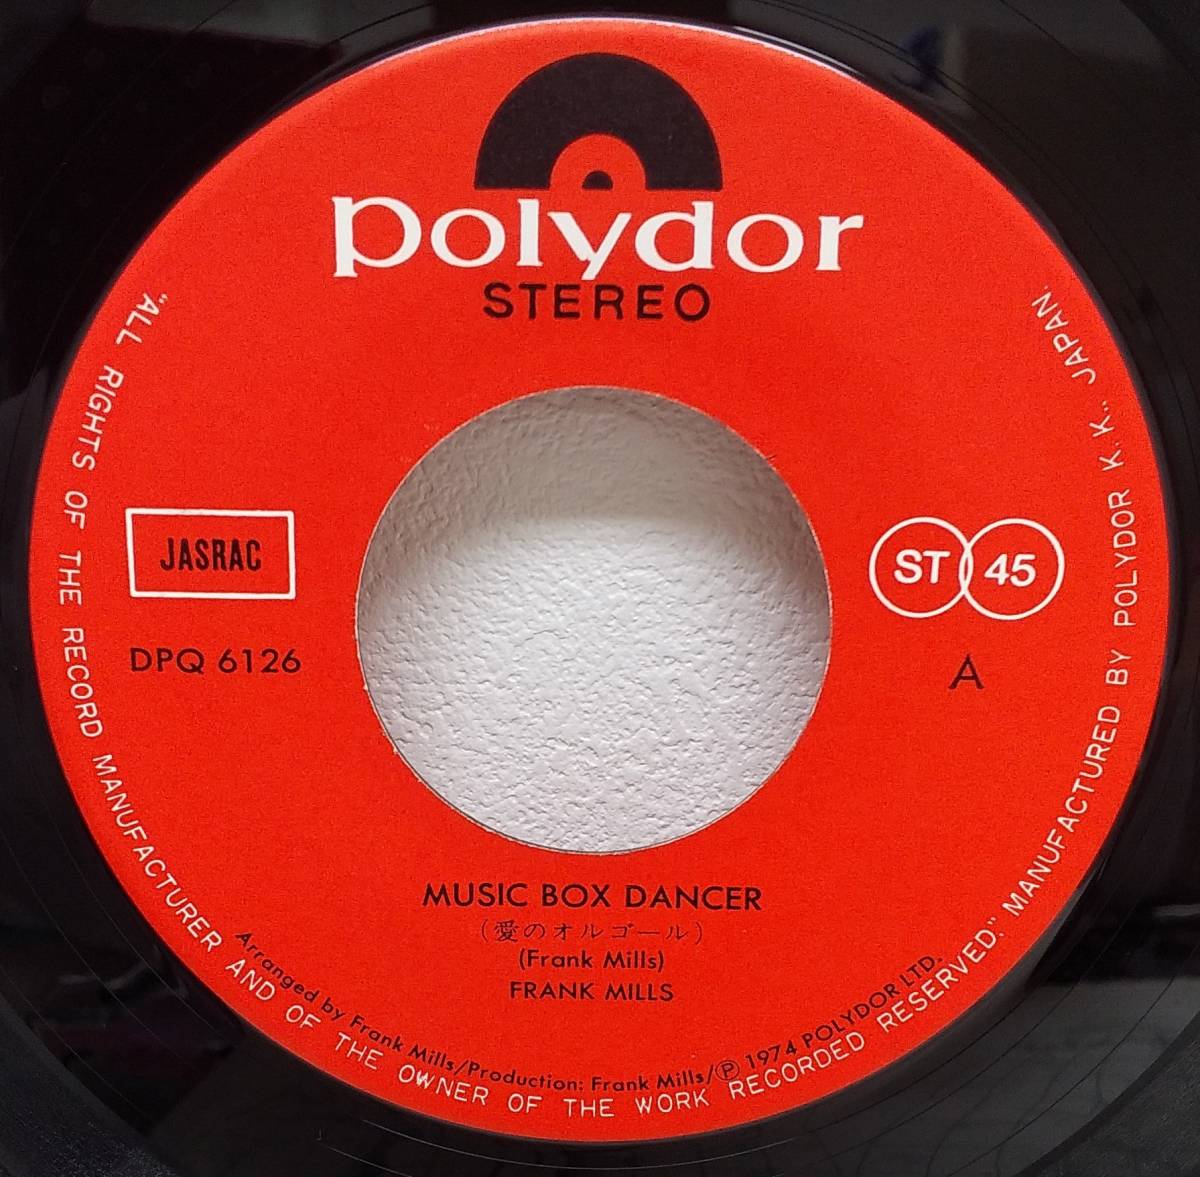 polydor
STEREO
JASRAC
ST 45
DPQ 6126
A
MUSIC BOX DANCER
(愛のオルゴール)
(Frank Mills)
FRANK MILLS
Arranged by Frank Mills/Production: Frank Mills/Ⓟ 1974 POLYDOR LTD.
"ALL RIGHTS OF THE RECORD MANUFACTURER AND OF THE OWNER OF THE WORK RECORDED RESERVED." MANUFACTURED BY POLYDOR K.K., JAPAN.